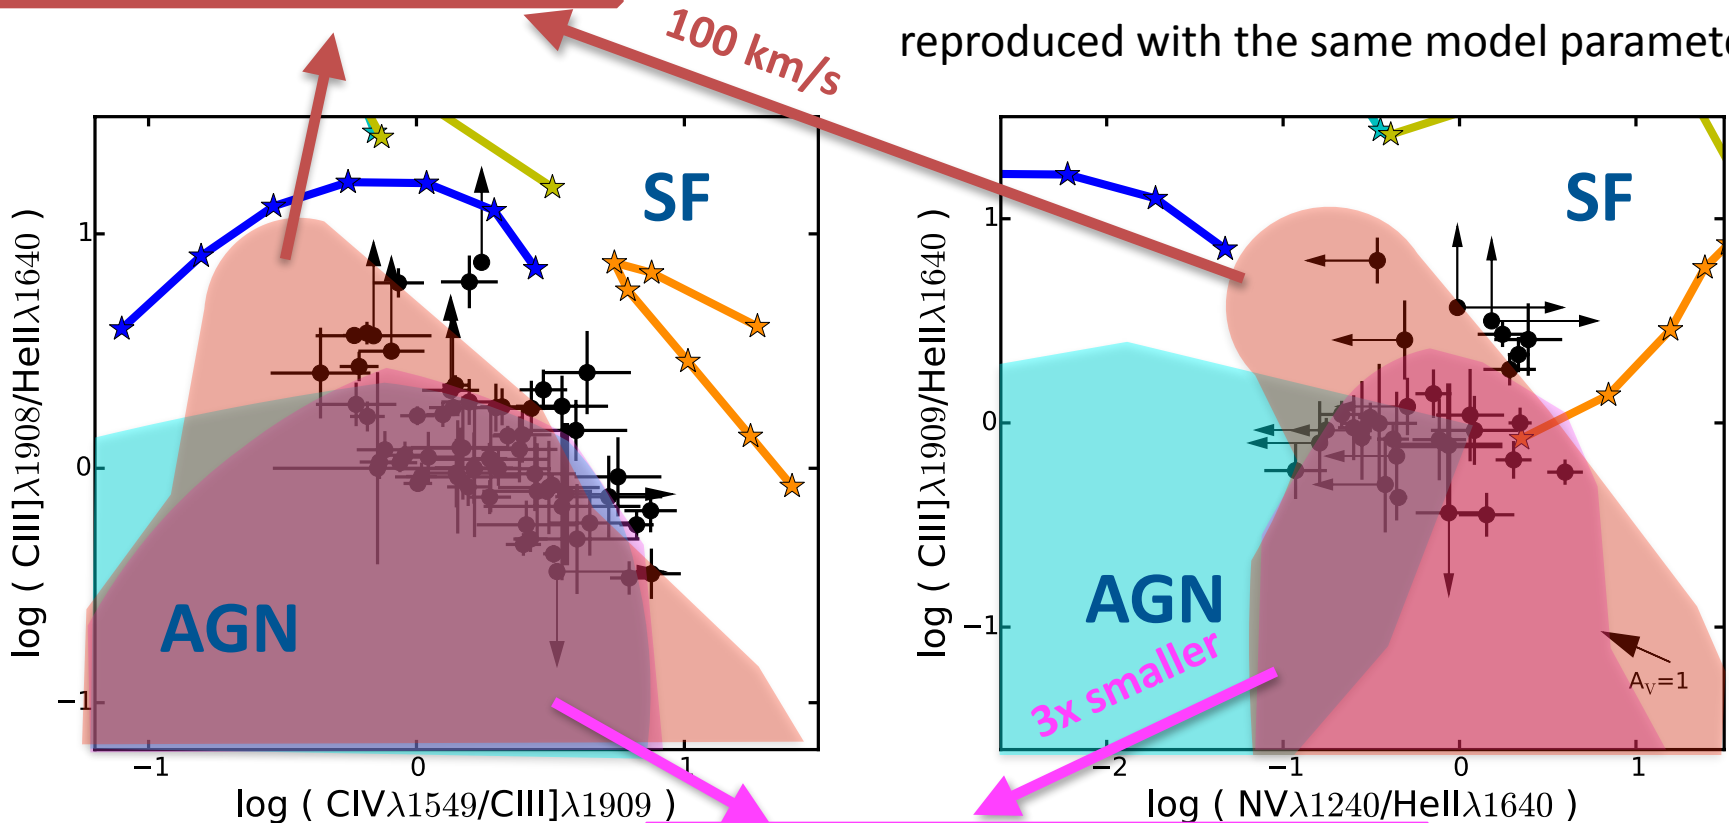 reproduced with the same model paramete
100 km/s
SF
AGN
1
0
−1
−1
0
1
log ( CIII]λ1908/HeIIλ1640 )
log ( CIVλ1549/CIII]λ1909 )
SF
AGN
3x smaller
A_V=1
1
0
−1
−2
−1
0
1
log ( CIII]λ1909/HeIIλ1640 )
log ( NVλ1240/HeIIλ1640 )